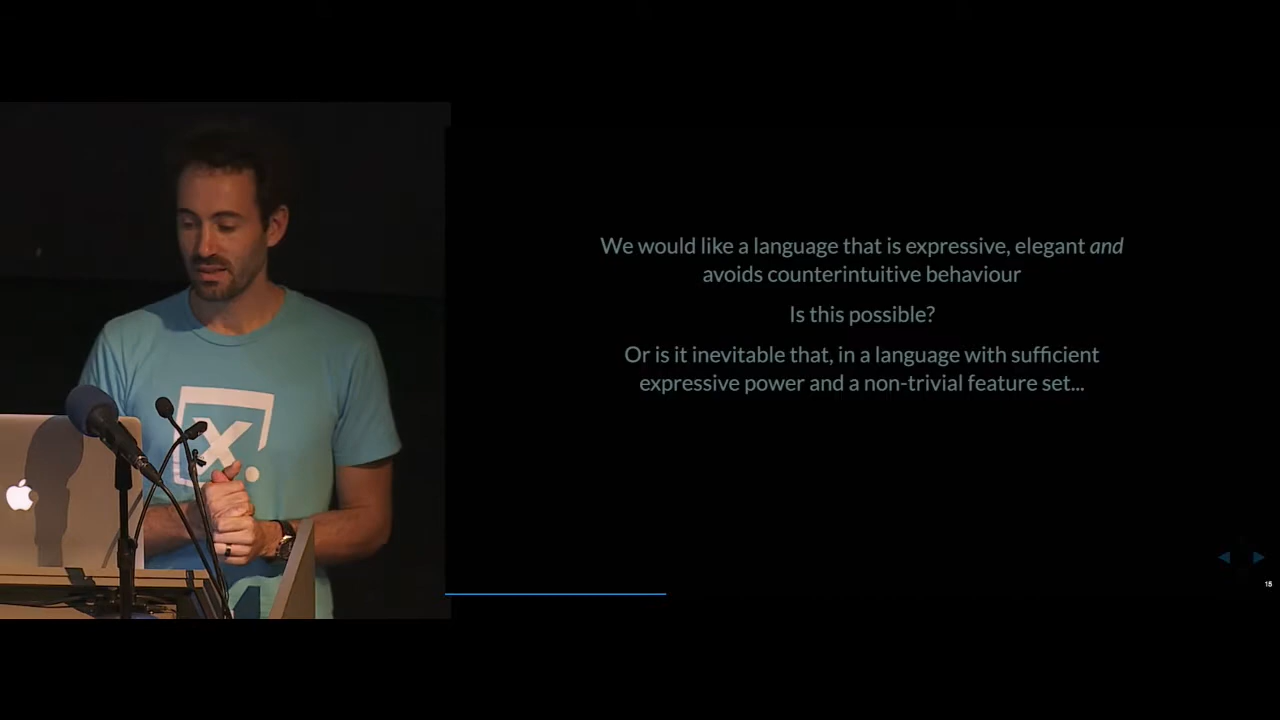 We would like a language that is expressive, elegant and
avoids counterintuitive behaviour
Is this possible?
Or is it inevitable that, in a language with sufficient
expressive power and a non-trivial feature set...
X